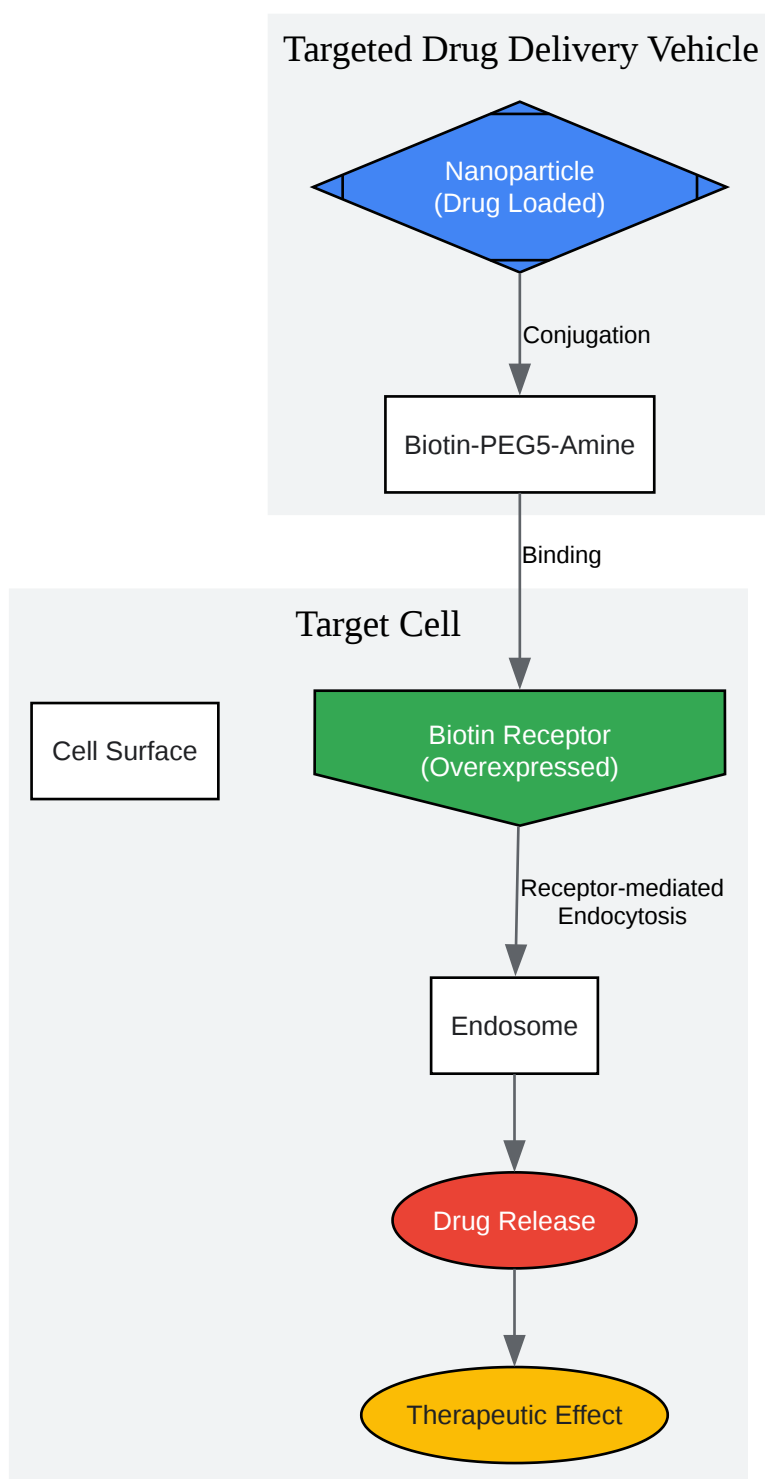 Targeted Drug Delivery Vehicle
Nanoparticle
(Drug Loaded)
Conjugation
Biotin-PEG5-Amine
Binding
Target Cell
Cell Surface
Biotin Receptor
(Overexpressed)
Receptor-mediated
Endocytosis
Endosome
Drug Release
Therapeutic Effect